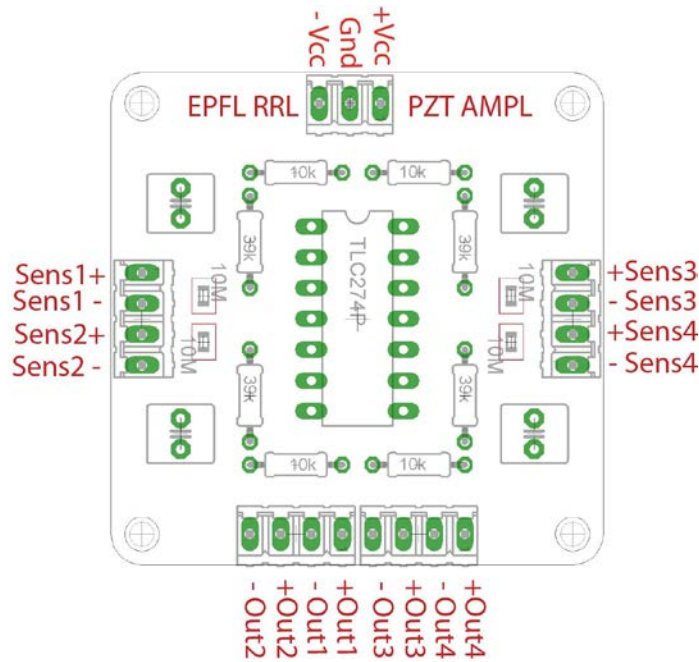 -Vcc
Gnd
+Vcc
EPFL RRL
PZT AMPL
10k
10k
39k
TLC274P
39k
Sens1+
Sens1 -
Sens2+
Sens2 -
10M
10M
10M
10M
+Sens3
- Sens3
+Sens4
- Sens4
39k
39k
10k
10k
- Out2
+Out2
- Out1
+Out1
- Out3
+Out3
- Out4
+Out4